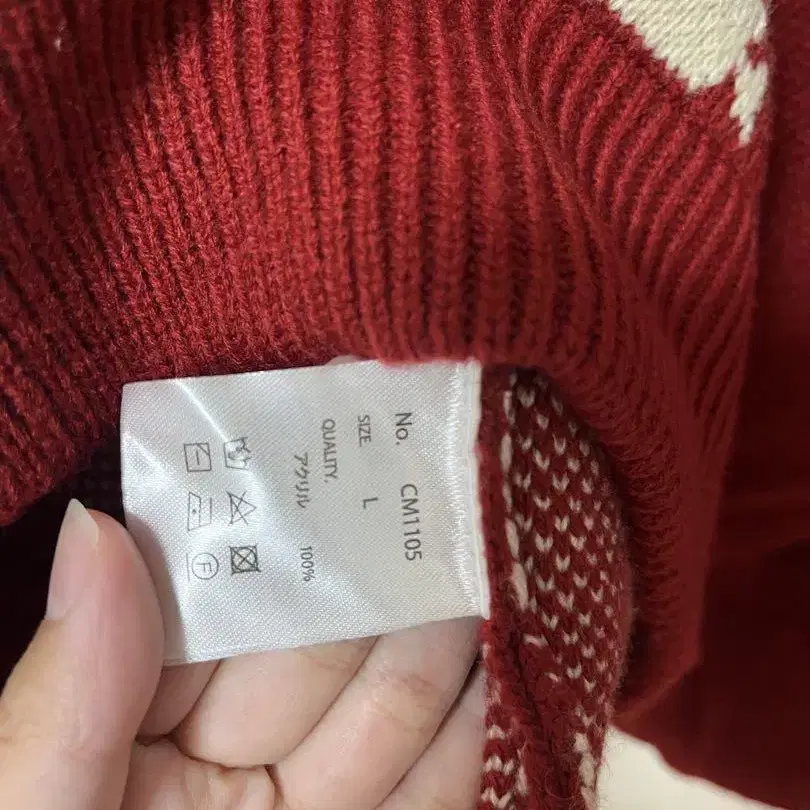 No. CM1105
SIZE L
QUALITY.
アクリル 100%
F